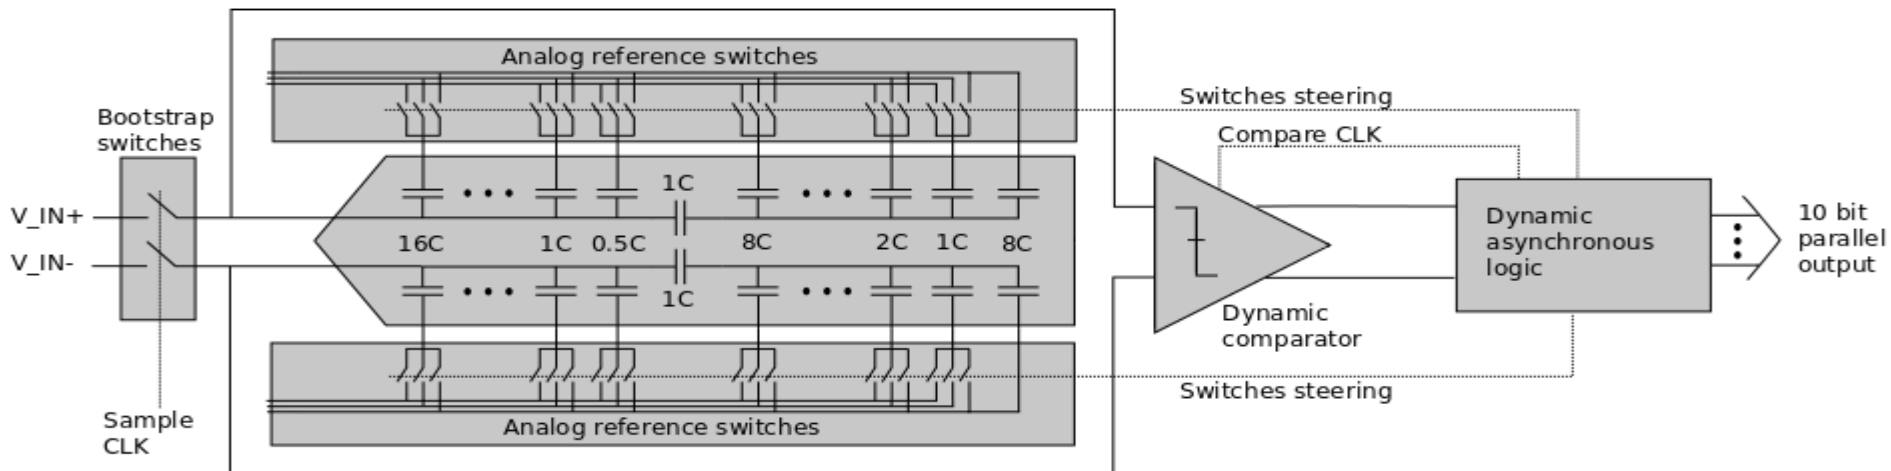 Analog reference switches
Switches steering
Bootstrap
switches
Compare CLK
1C
V_IN+
V_IN-
16C
1C
0.5C
8C
2C
1C
8C
1C
Dynamic
asynchronous
logic
10 bit
parallel
output
Dynamic
comparator
Switches steering
Sample
CLK
Analog reference switches